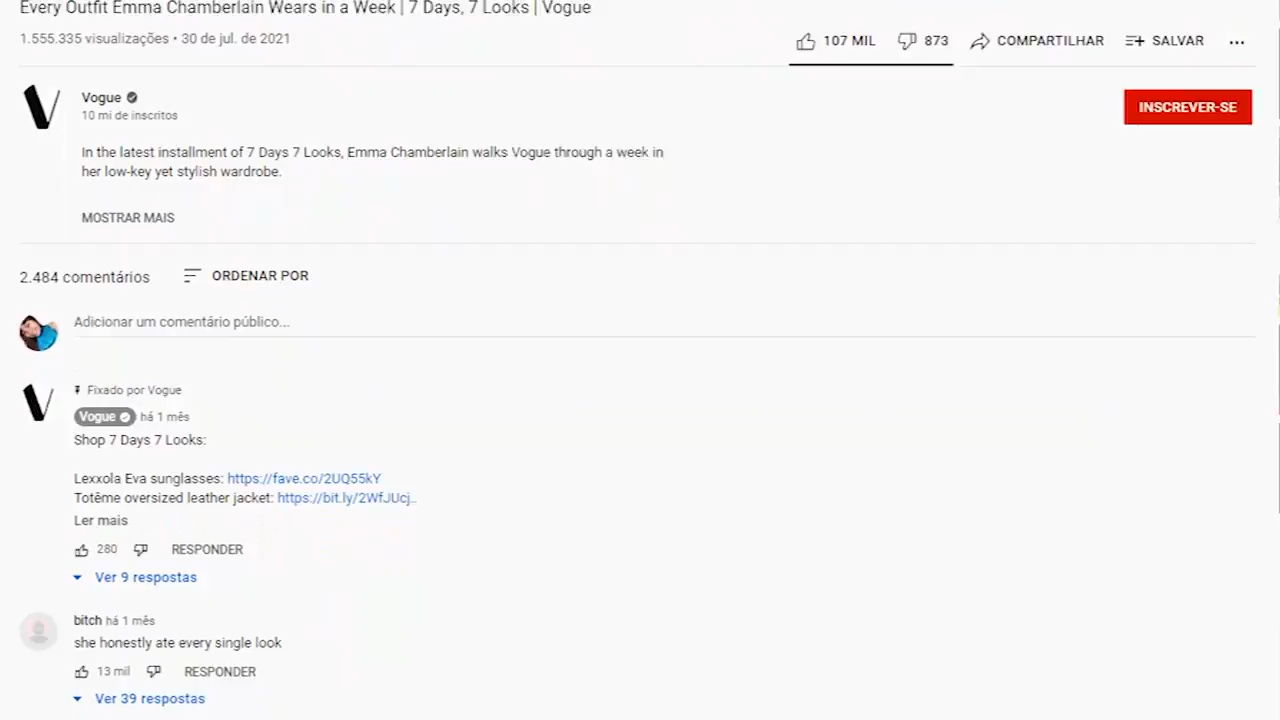 Every Outfit Emma Chamberlain Wears in a Week | 7 Days, 7 Looks | Vogue
1.555.335 visualizações • 30 de jul. de 2021
107 MIL
873
COMPARTILHAR
SALVAR
Vogue
10 mi de inscritos
INSCREVER-SE
In the latest installment of 7 Days 7 Looks, Emma Chamberlain walks Vogue through a week in
her low-key yet stylish wardrobe.
MOSTRAR MAIS
2.484 comentários
ORDENAR POR
Adicionar um comentário público...
Fixado por Vogue
Vogue há 1 mês
Shop 7 Days 7 Looks:
Lexxola Eva sunglasses: https://fave.co/2UQ55kY
Totême oversized leather jacket: https://bit.ly/2WfJUcj...
Ler mais
280
RESPONDER
Ver 9 respostas
bitch há 1 mês
she honestly ate every single look
13 mil
RESPONDER
Ver 39 respostas